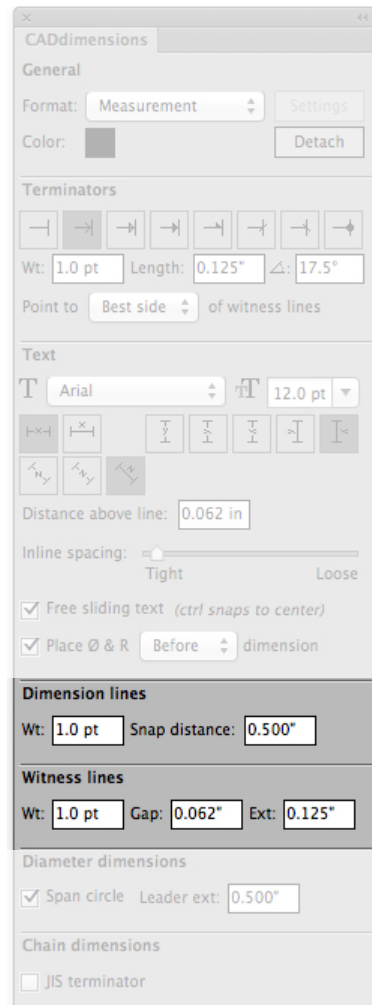 CADdimensions
General
Format: Measurement Settings
Color: Detach
Terminators
Wt: 1.0 pt Length: 0.125" ∠: 17.5°
Point to Best side of witness lines
Text
T Arial TT 12.0 pt
Distance above line: 0.062 in
Inline spacing:
Tight Loose
Free sliding text (ctrl snaps to center)
Place Ø & R Before dimension
Dimension lines
Wt: 1.0 pt Snap distance: 0.500"
Witness lines
Wt: 1.0 pt Gap: 0.062" Ext: 0.125"
Diameter dimensions
Span circle Leader ext: 0.500"
Chain dimensions
JIS terminator